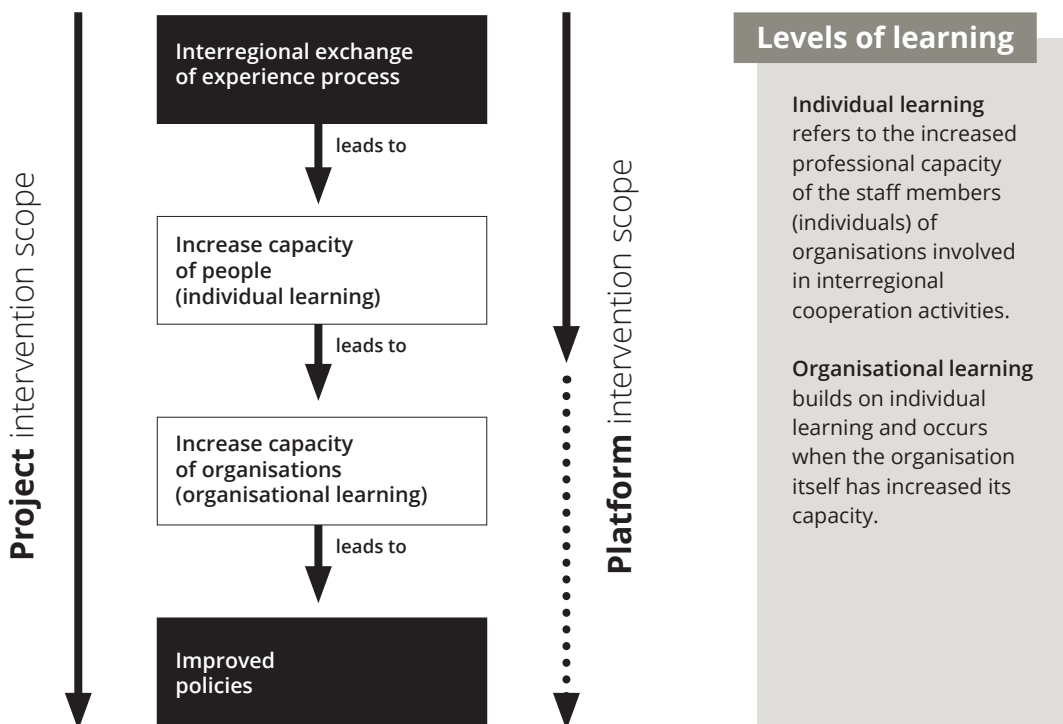 Project intervention scope
Interregional exchange
of experience process
leads to
Increase capacity
of people
(individual learning)
leads to
Increase capacity
of organisations
(organisational learning)
leads to
Improved
policies
Platform intervention scope
Levels of learning
Individual learning
refers to the increased
professional capacity
of the staff members
(individuals) of
organisations involved
in interregional
cooperation activities.
Organisational learning
builds on individual
learning and occurs
when the organisation
itself has increased its
capacity.